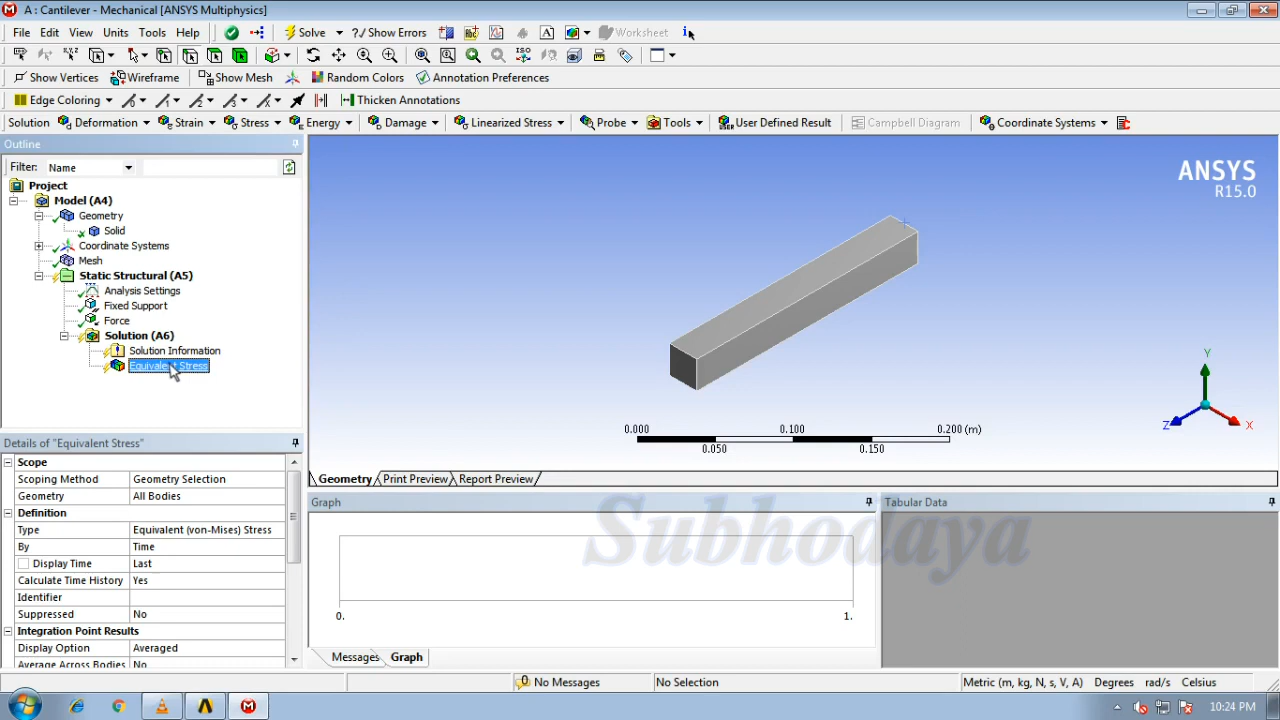 A : Cantilever - Mechanical [ANSYS Multiphysics]
File Edit View Units Tools Help Solve ?/ Show Errors Worksheet
Show Vertices Wireframe Show Mesh Random Colors Annotation Preferences
Edge Coloring Thicken Annotations
Solution Deformation Strain Stress Energy Damage Linearized Stress Probe Tools User Defined Result Campbell Diagram Coordinate Systems
Outline
Filter: Name
Project
Model (A4)
Geometry
Solid
Coordinate Systems
Mesh
Static Structural (A5)
Analysis Settings
Fixed Support
Force
Solution (A6)
Solution Information
Equivalent Stress
ANSYS
R15.0
Y
Z
X
0.000 0.100 0.200 (m)
0.050 0.150
Geometry Print Preview Report Preview
Details of "Equivalent Stress"
Scope
Scoping Method Geometry Selection
Geometry All Bodies
Definition
Type Equivalent (von-Mises) Stress
By Time
Display Time Last
Calculate Time History Yes
Identifier
Suppressed No
Integration Point Results
Display Option Averaged
Average Across Bodies No
Graph
Tabular Data
Subhodaya
0. 1.
Messages Graph
No Messages No Selection Metric (m, kg, N, s, V, A) Degrees rad/s Celsius
10:24 PM